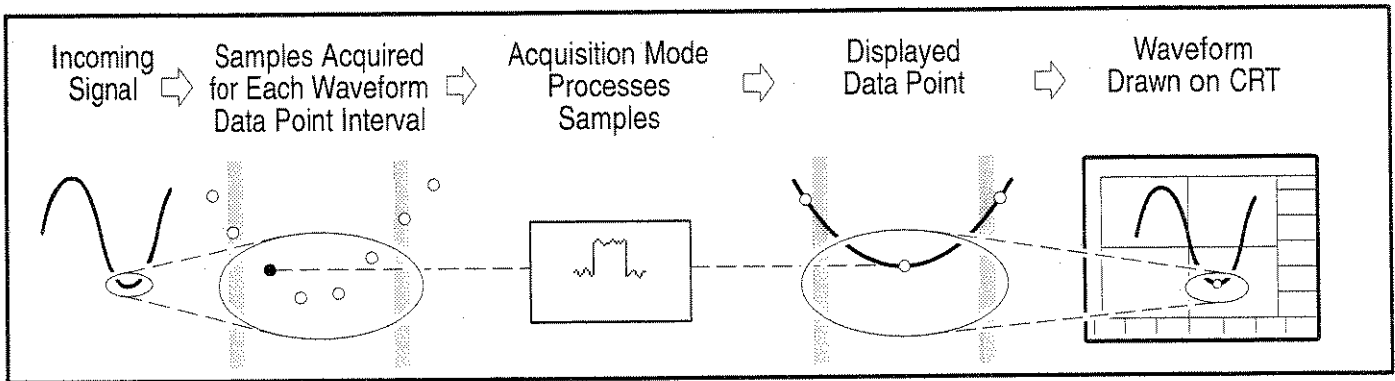 Incoming
Signal
Samples Acquired
for Each Waveform
Data Point Interval
Acquisition Mode
Processes
Samples
Displayed
Data Point
Waveform
Drawn on CRT